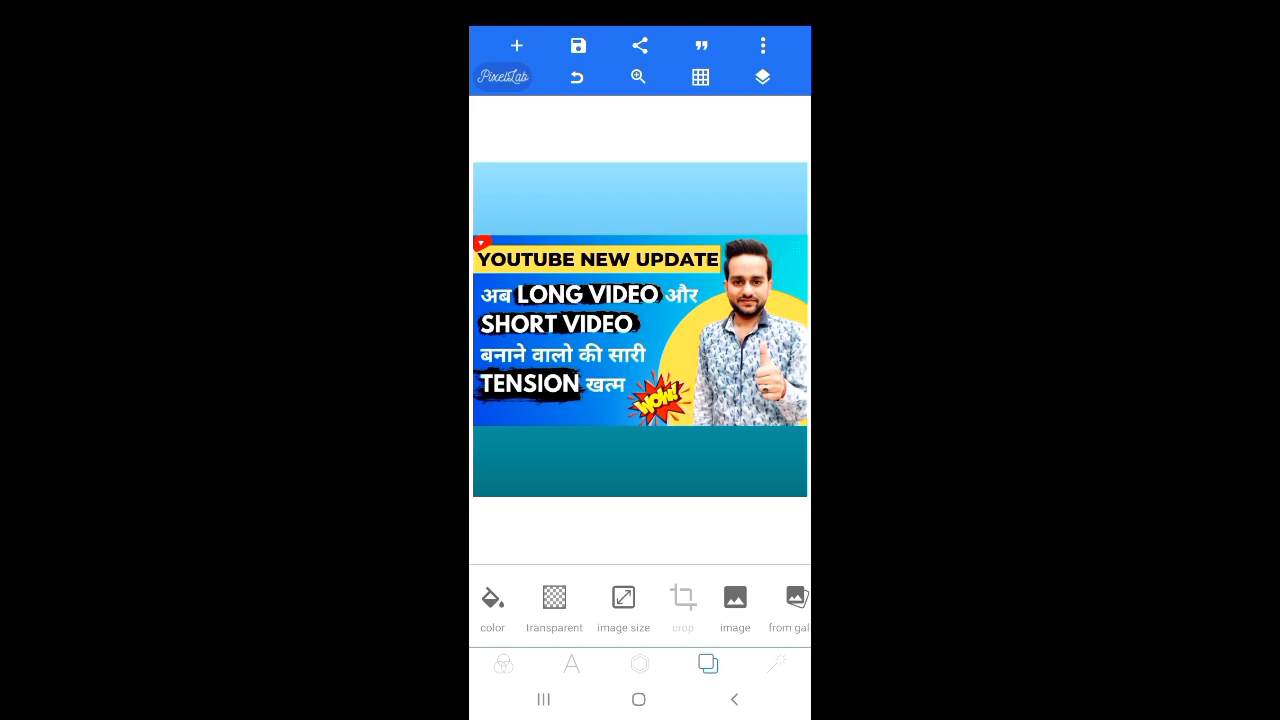 PixelLab
YOUTUBE NEW UPDATE
अब LONG VIDEO और
SHORT VIDEO
बनाने वालो की सारी
TENSION खत्म
WOW!
color
transparent
image size
crop
image
from gal